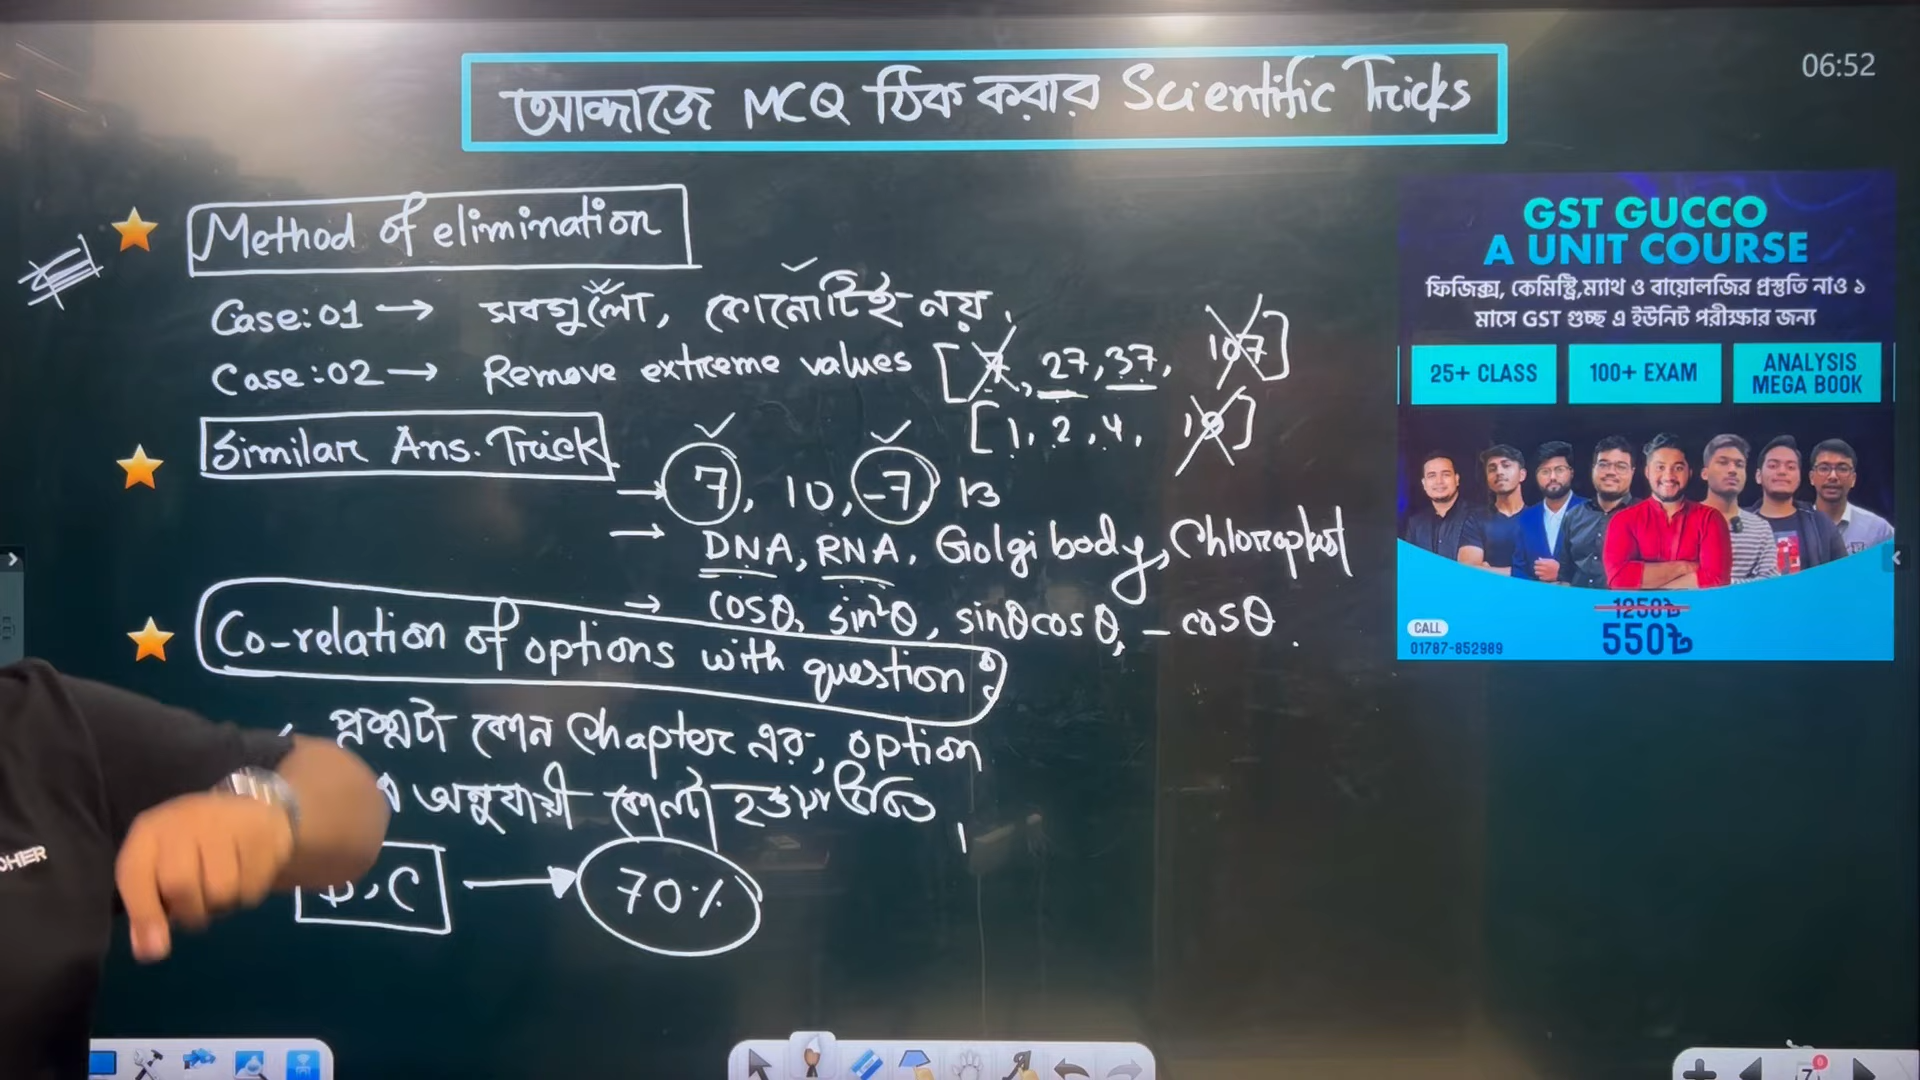 আন্দাজে MCQ ঠিক করার Scientific Tricks
06:52
Method of elimination
Case:01 → সবগুলো, কোনোটিই নয়.
Case:02 → Remove extreme values [7, 27, 37, 107]
[1, 2, 4, 10]
Similar Ans. Trick
→ 7, 10, -7, 13
→ DNA, RNA, Golgi body, Chloroplast
→ cosθ, sin²θ, sinθcosθ, -cosθ.
Co-relation of options with question:
প্রশ্নটা কোন Chapter এর, option
অনুযায়ী কোনটা হওয়া উচিত।
C → 70%
GST GUCCO
A UNIT COURSE
ফিজিক্স, কেমিস্ট্রি,ম্যাথ ও বায়োলজির প্রস্তুতি নাও ১
মাসে GST গুচ্ছ এ ইউনিট পরীক্ষার জন্য
25+ CLASS
100+ EXAM
ANALYSIS
MEGA BOOK
1250৳
550৳
CALL
01787-852989
OHER
7